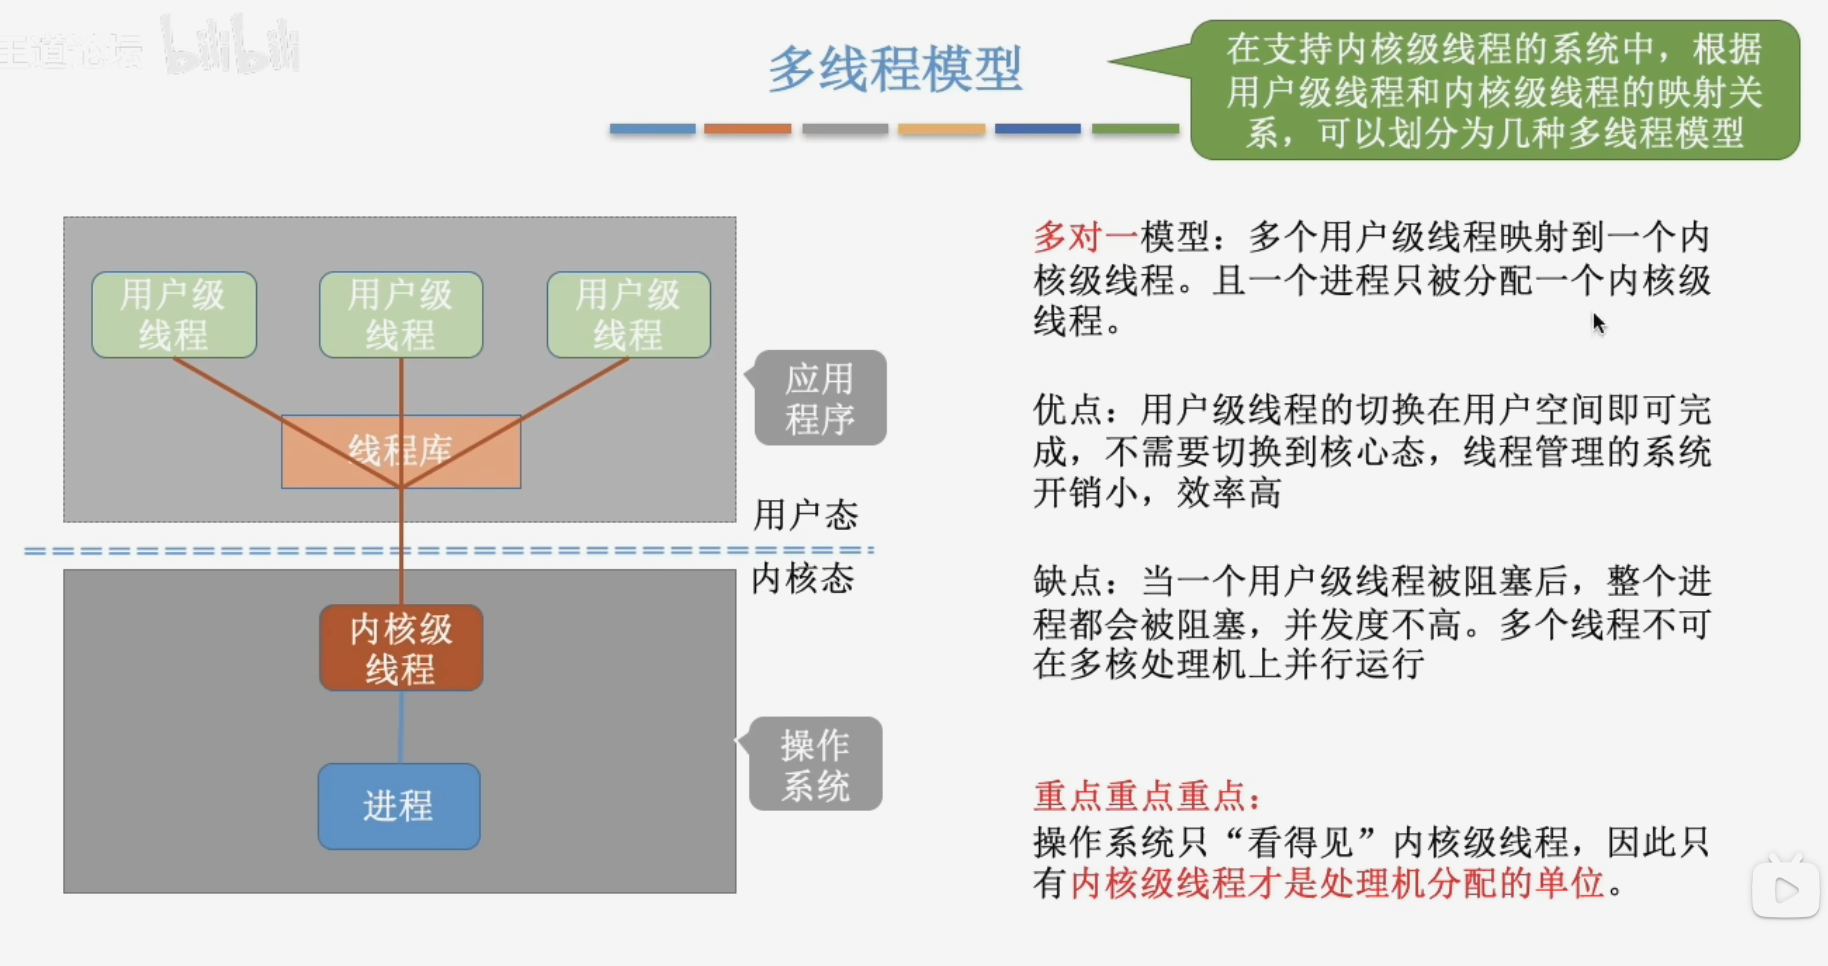 王道论坛 bilibili
多线程模型
在支持内核级线程的系统中，根据
用户级线程和内核级线程的映射关
系，可以划分为几种多线程模型
用户级
线程
用户级
线程
用户级
线程
线程库
应用
程序
用户态
内核态
内核级
线程
进程
操作
系统
多对一模型：多个用户级线程映射到一个内
核级线程。且一个进程只被分配一个内核级
线程。
优点：用户级线程的切换在用户空间即可完
成，不需要切换到核心态，线程管理的系统
开销小，效率高
缺点：当一个用户级线程被阻塞后，整个进
程都会被阻塞，并发度不高。多个线程不可
在多核处理机上并行运行
重点重点重点：
操作系统只“看得见”内核级线程，因此只
有内核级线程才是处理机分配的单位。